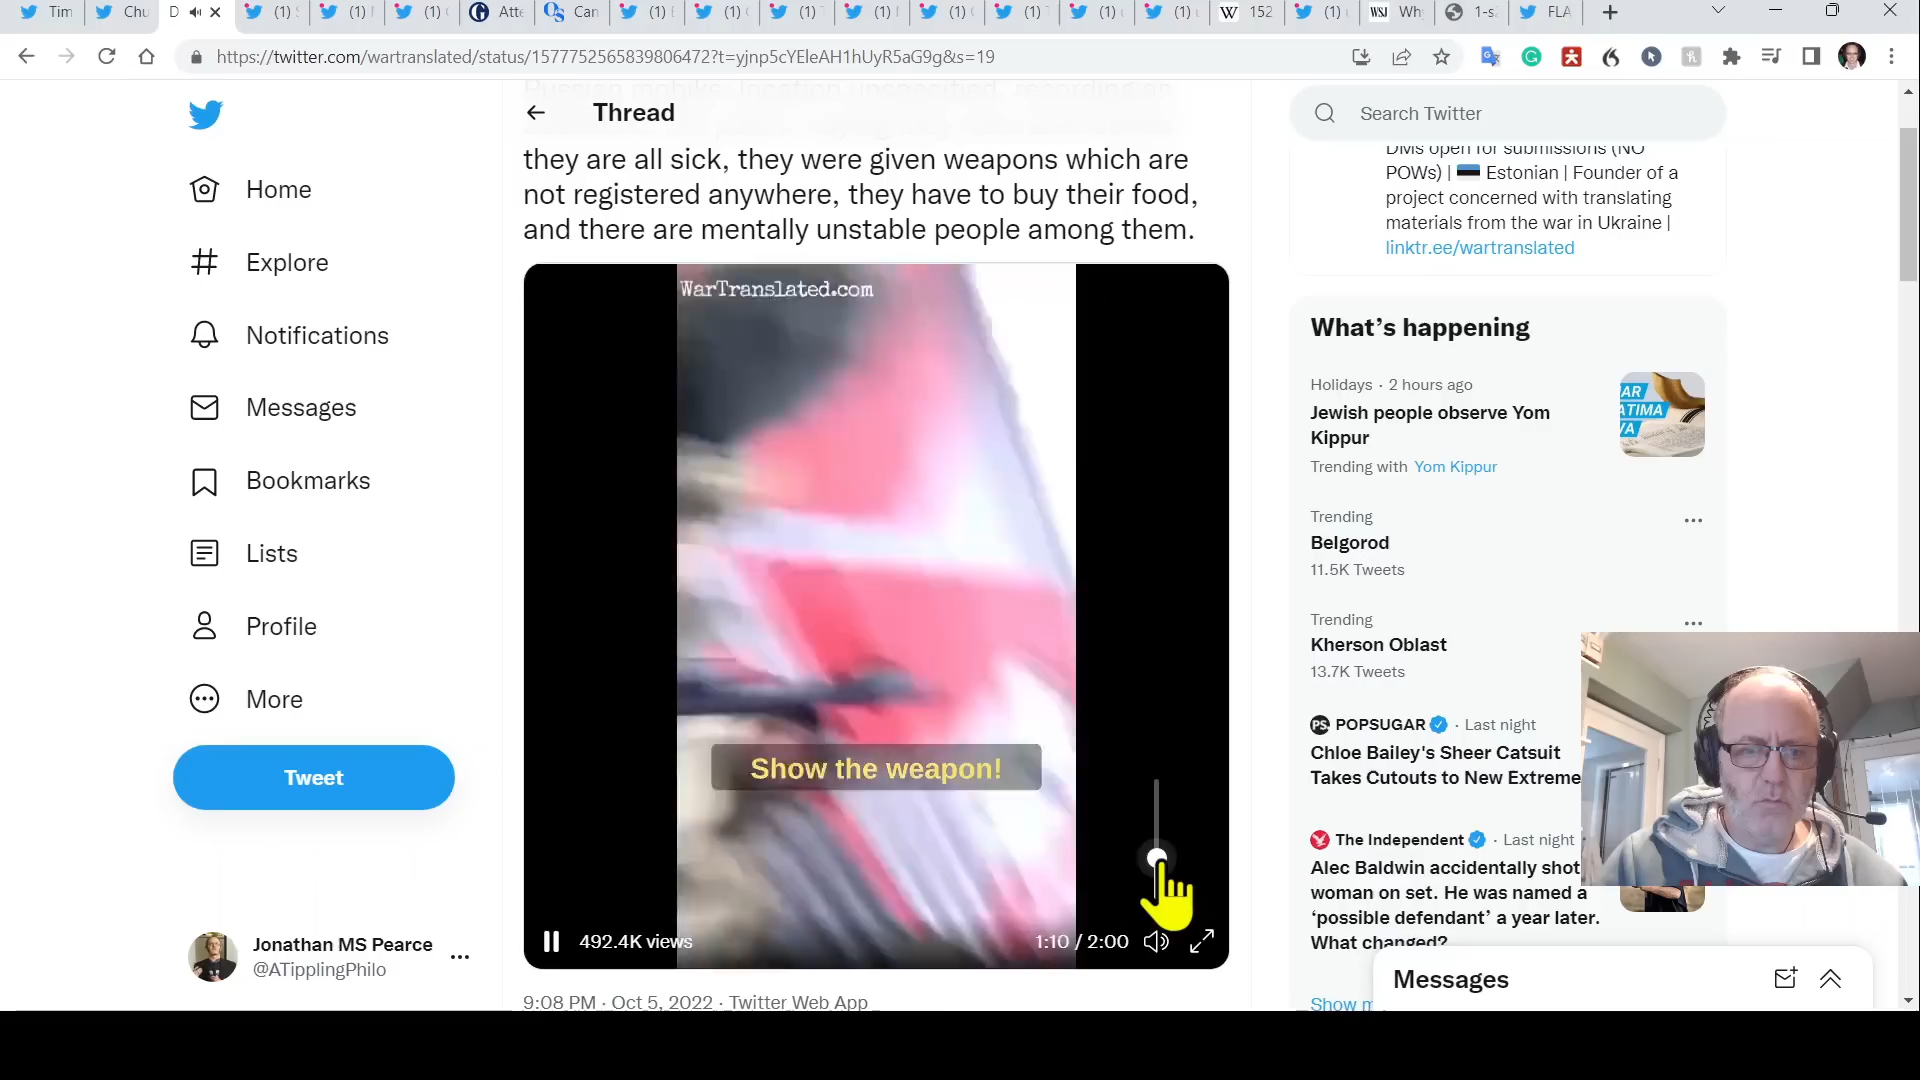 Tim
Chu
D
(1) S
(1)
(1)
Atte
Can
(1)
(1)
(1)
(1)
(1)
(1)
(1)
(1)
152
(1)
WSJ
Wh
1-s
FLA
https://twitter.com/wartranslated/status/1577752565839806472?t=yjnp5cYEleAH1hUyR5aG9g&s=19
Thread
Search Twitter
Home
Explore
Notifications
Messages
Bookmarks
Lists
Profile
More
Tweet
Jonathan MS Pearce
@ATipplingPhilo
they are all sick, they were given weapons which are
not registered anywhere, they have to buy their food,
and there are mentally unstable people among them.
WarTranslated.com
Show the weapon!
492.4K views
1:10 / 2:00
9:08 PM · Oct 5, 2022 · Twitter Web App
DMs open for submissions (NO
POWs) | Estonian | Founder of a
project concerned with translating
materials from the war in Ukraine |
linktr.ee/wartranslated
What's happening
Holidays · 2 hours ago
Jewish people observe Yom
Kippur
Trending with Yom Kippur
Trending
Belgorod
11.5K Tweets
Trending
Kherson Oblast
13.7K Tweets
PS POPSUGAR · Last night
Chloe Bailey's Sheer Catsuit
Takes Cutouts to New Extreme
The Independent · Last night
Alec Baldwin accidentally shot
woman on set. He was named a
'possible defendant' a year later.
What changed?
Show
Messages